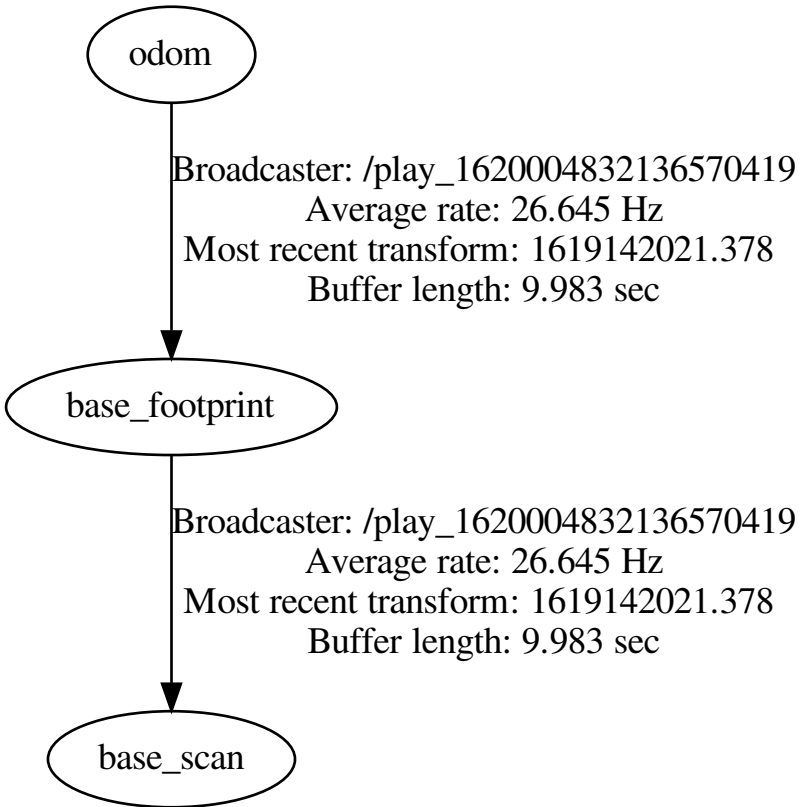 odom
Broadcaster: /play_1620004832136570419
Average rate: 26.645 Hz
Most recent transform: 1619142021.378
Buffer length: 9.983 sec
base_footprint
Broadcaster: /play_1620004832136570419
Average rate: 26.645 Hz
Most recent transform: 1619142021.378
Buffer length: 9.983 sec
base_scan